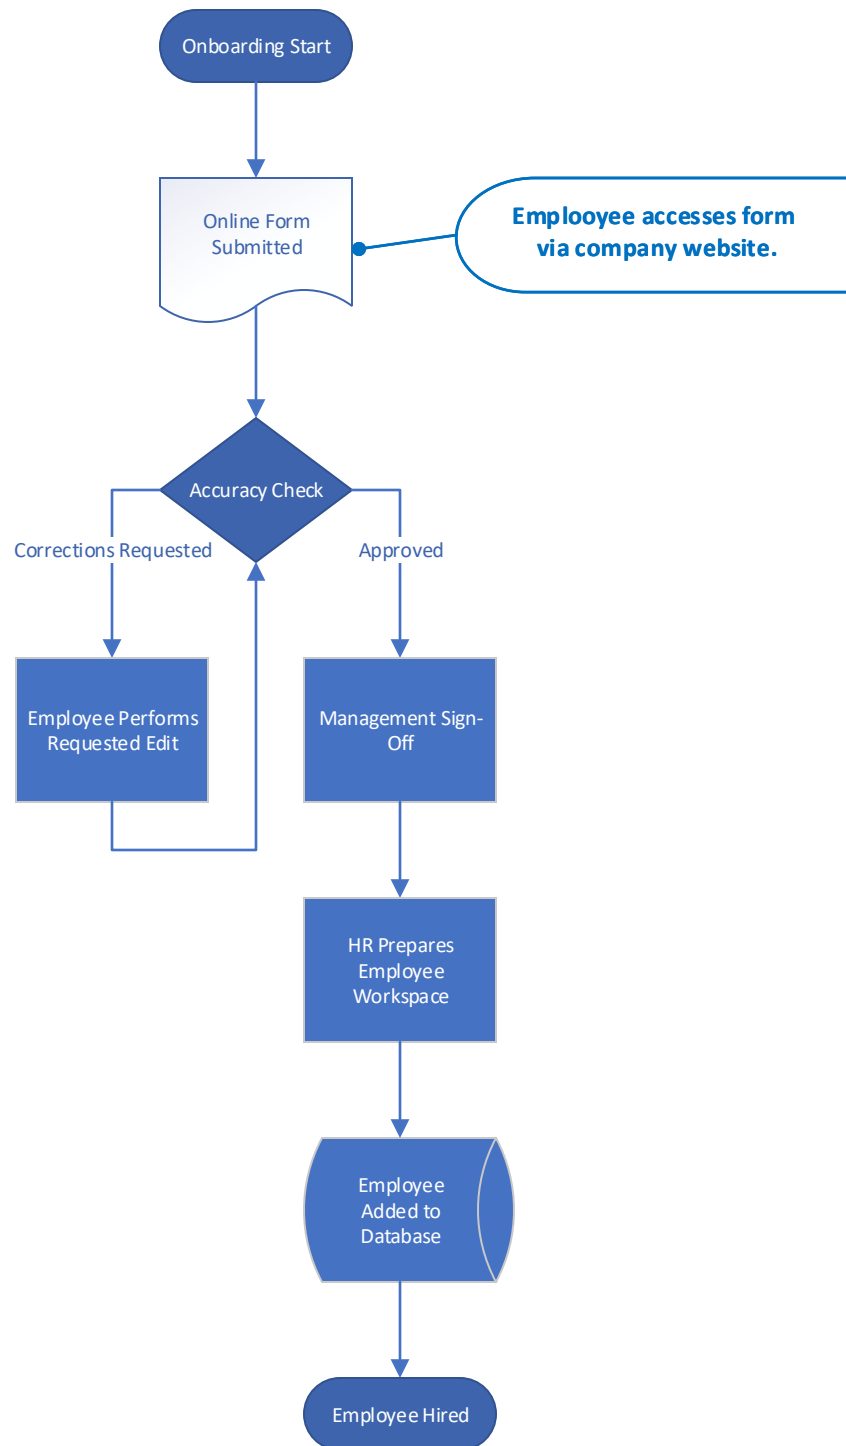 Onboarding Start
Online Form
Submitted
Emplooyee accesses form
via company website.
Accuracy Check
Corrections Requested
Approved
Employee Performs
Requested Edit
Management Sign-
Off
HR Prepares
Employee
Workspace
Employee
Added to
Database
Employee Hired